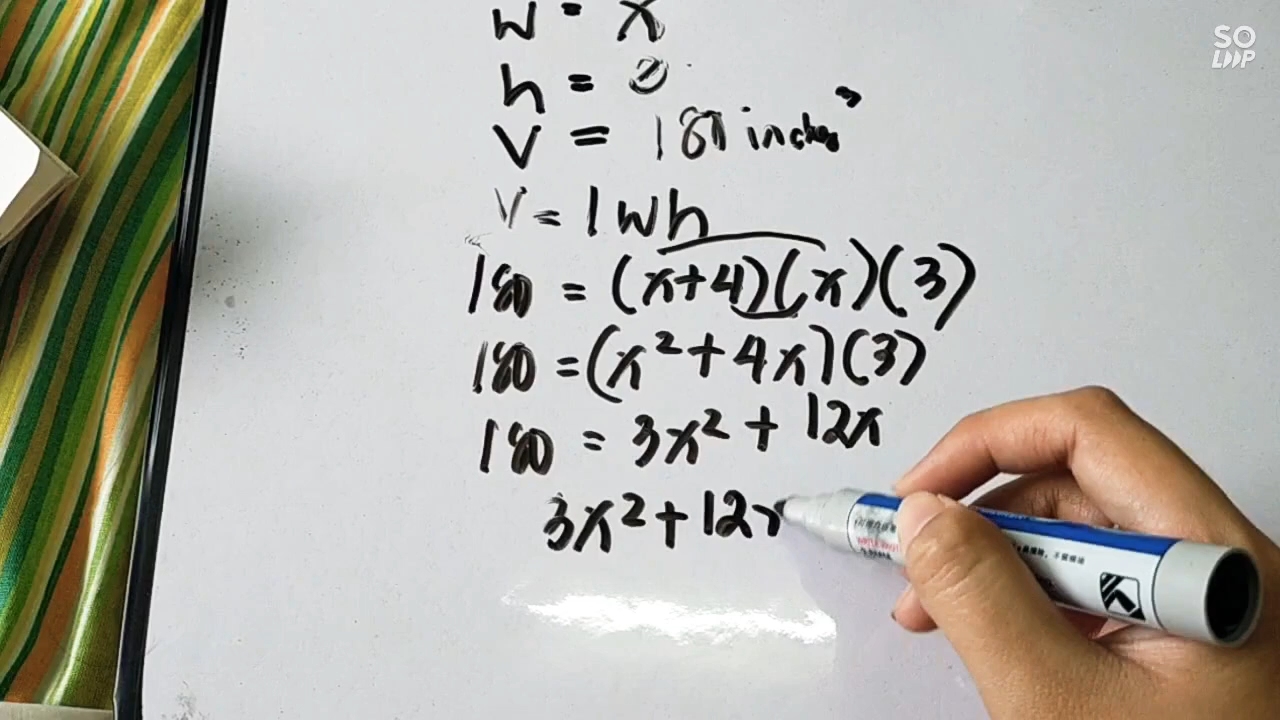 w = x
SO
LOOP
h = 3
V = 180 inches³
V = lwh
180 = (x+4)(x)(3)
180 = (x² + 4x)(3)
180 = 3x² + 12x
3x² + 12x